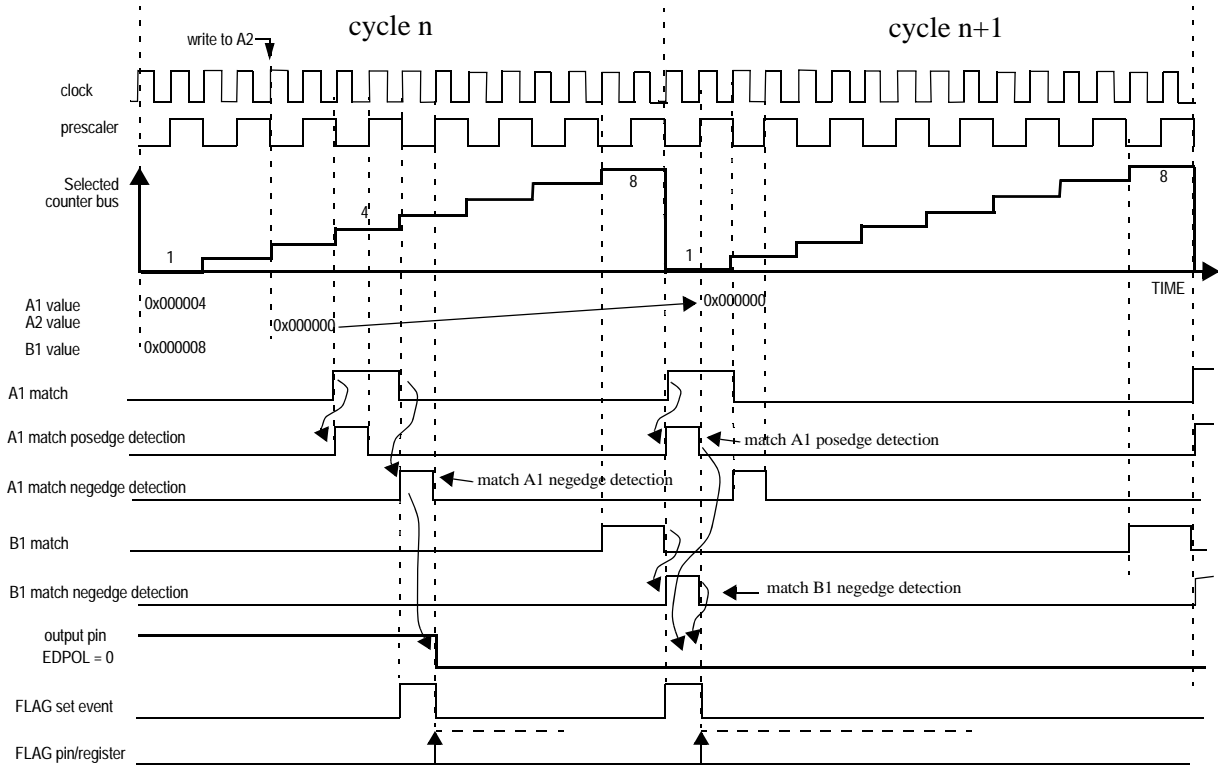 cycle n
cycle n+1
write to A2
clock
prescaler
Selected
counter bus
1
4
8
1
8
TIME
A1 value
0x000004
0x000000
A2 value
0x000000
B1 value
0x000008
A1 match
A1 match posedge detection
match A1 posedge detection
A1 match negedge detection
match A1 negedge detection
B1 match
B1 match negedge detection
match B1 negedge detection
output pin
EDPOL = 0
FLAG set event
FLAG pin/register